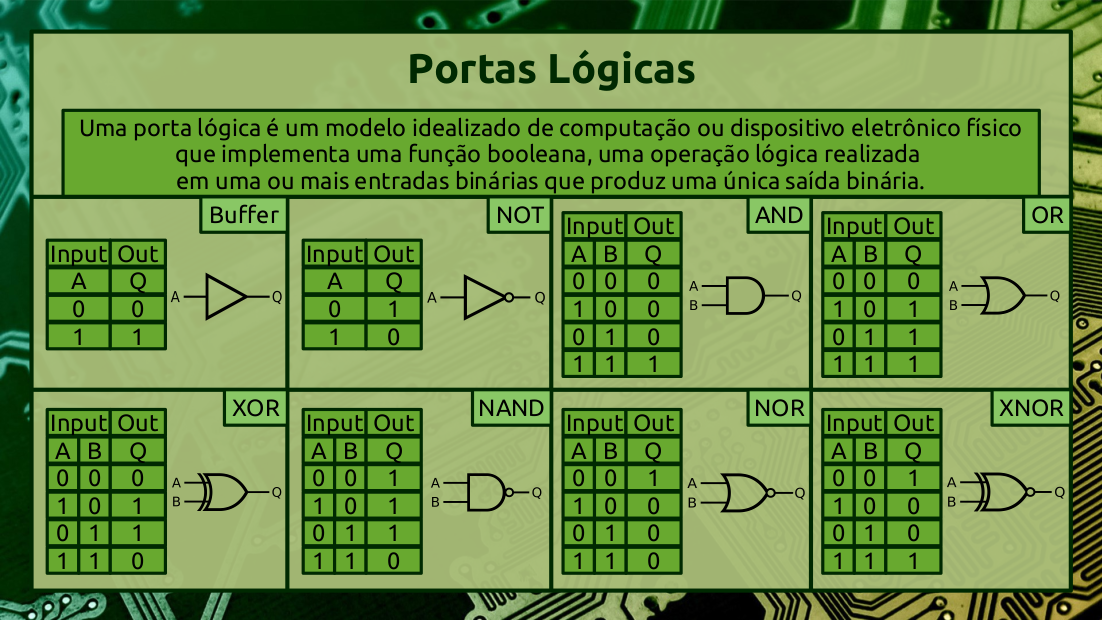 Portas Lógicas
Uma porta lógica é um modelo idealizado de computação ou dispositivo eletrônico físico
que implementa uma função booleana, uma operação lógica realizada
em uma ou mais entradas binárias que produz uma única saída binária.
Buffer
Input Out
A Q
0 0
1 1
A Q
NOT
Input Out
A Q
0 1
1 0
A Q
AND
Input Out
A B Q
0 0 0
1 0 0
0 1 0
1 1 1
A
B
Q
OR
Input Out
A B Q
0 0 0
1 0 1
0 1 1
1 1 1
A
B
Q
XOR
Input Out
A B Q
0 0 0
1 0 1
0 1 1
1 1 0
A
B
Q
NAND
Input Out
A B Q
0 0 1
1 0 1
0 1 1
1 1 0
A
B
Q
NOR
Input Out
A B Q
0 0 1
1 0 0
0 1 0
1 1 0
A
B
Q
XNOR
Input Out
A B Q
0 0 1
1 0 0
0 1 0
1 1 1
A
B
Q